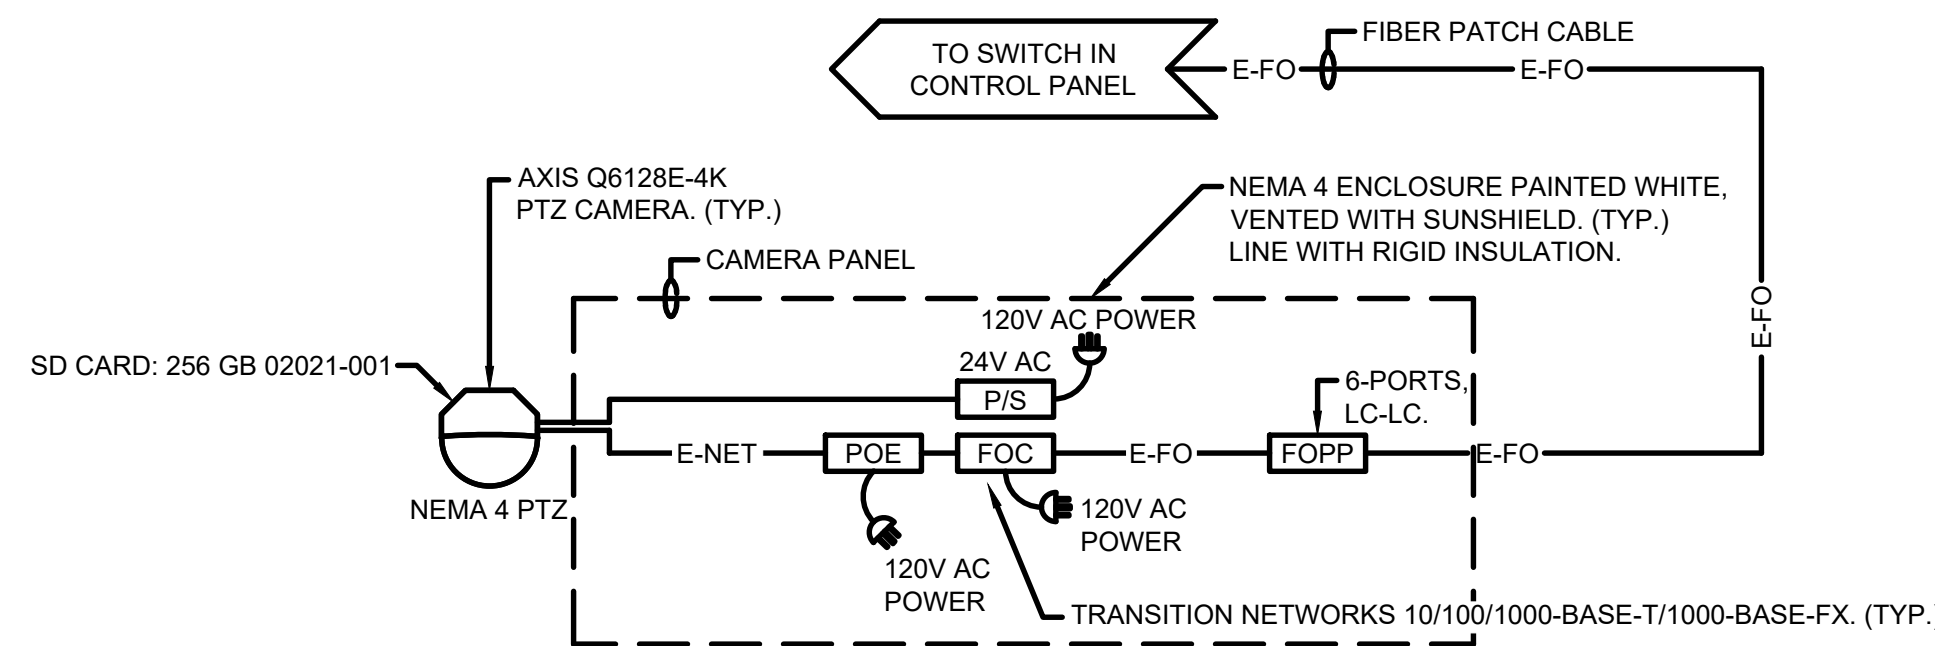 FIBER PATCH CABLE
TO SWITCH IN
CONTROL PANEL
E-FO
E-FO
AXIS Q6128E-4K
PTZ CAMERA. (TYP.)
NEMA 4 ENCLOSURE PAINTED WHITE,
VENTED WITH SUNSHIELD. (TYP.)
LINE WITH RIGID INSULATION.
CAMERA PANEL
E-FO
120V AC POWER
SD CARD: 256 GB 02021-001
24V AC
P/S
6-PORTS,
LC-LC.
E-NET
POE
FOC
E-FO
FOPP
E-FO
NEMA 4 PTZ
120V AC
POWER
120V AC
POWER
TRANSITION NETWORKS 10/100/1000-BASE-T/1000-BASE-FX. (TYP.)